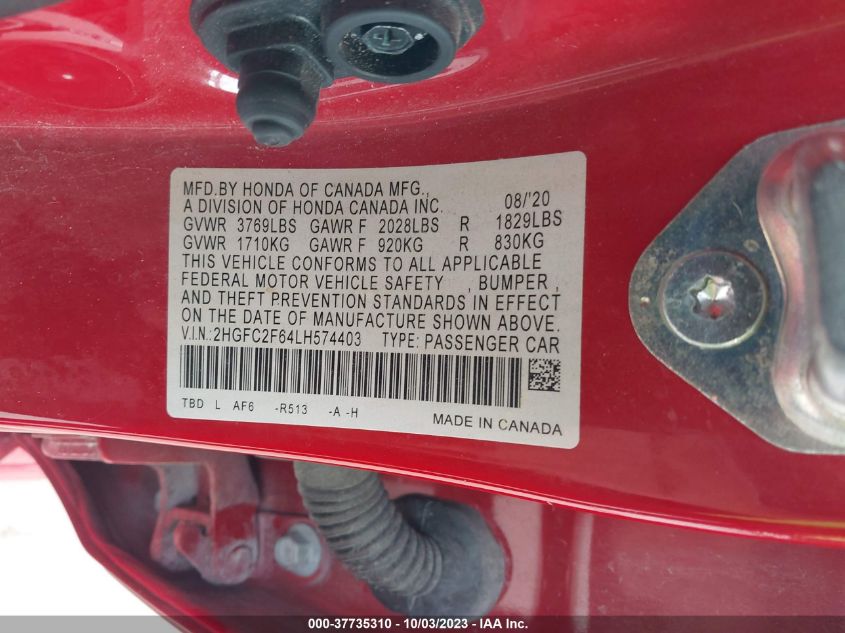 MFD.BY HONDA OF CANADA MFG.,
A DIVISION OF HONDA CANADA INC. 08/'20
GVWR 3769LBS GAWR F 2028LBS R 1829LBS
GVWR 1710KG GAWR F 920KG R 830KG
THIS VEHICLE CONFORMS TO ALL APPLICABLE
FEDERAL MOTOR VEHICLE SAFETY , BUMPER ,
AND THEFT PREVENTION STANDARDS IN EFFECT
ON THE DATE OF MANUFACTURE SHOWN ABOVE.
V.I.N.:2HGFC2F64LH574403 TYPE: PASSENGER CAR
TBD L AF6 -R513 -A -H
MADE IN CANADA
000-37735310 - 10/03/2023 - IAA Inc.